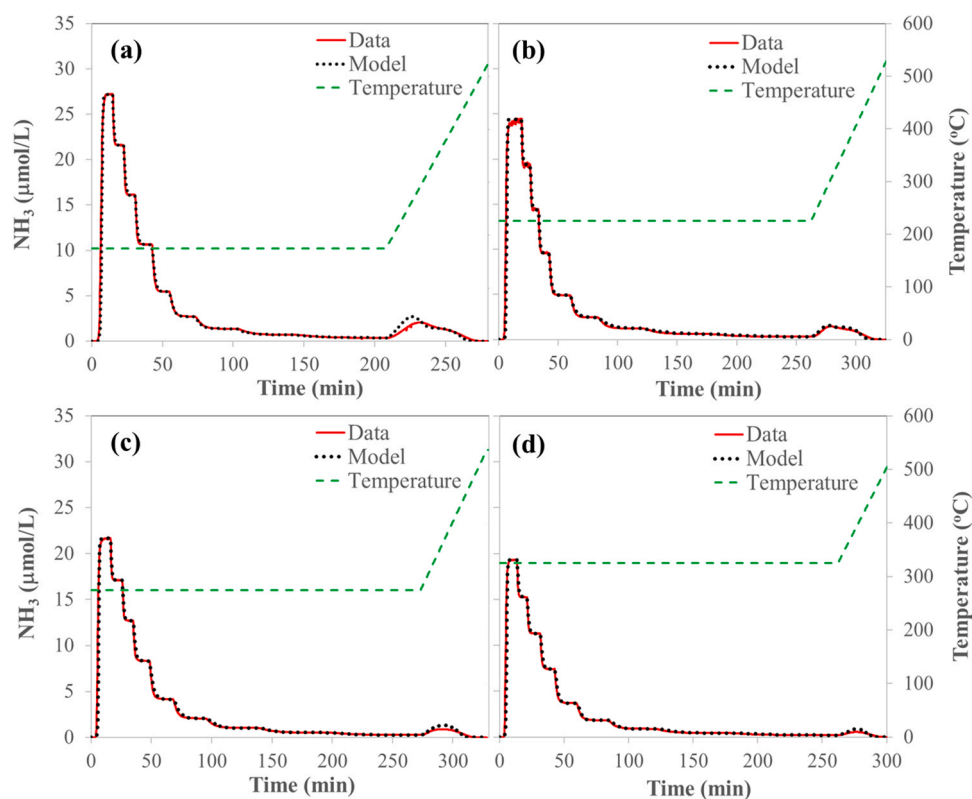 (a)
Data
Model
Temperature
35
30
25
20
15
10
5
0
NH3 (μmol/L)
0 50 100 150 200 250
Time (min)
(b)
Data
Model
Temperature
600
500
400
300
200
100
0
Temperature (ºC)
0 50 100 150 200 250 300
Time (min)
(c)
Data
Model
Temperature
35
30
25
20
15
10
5
0
NH3 (μmol/L)
0 50 100 150 200 250 300
Time (min)
(d)
Data
Model
Temperature
600
500
400
300
200
100
0
Temperature (ºC)
0 50 100 150 200 250 300
Time (min)